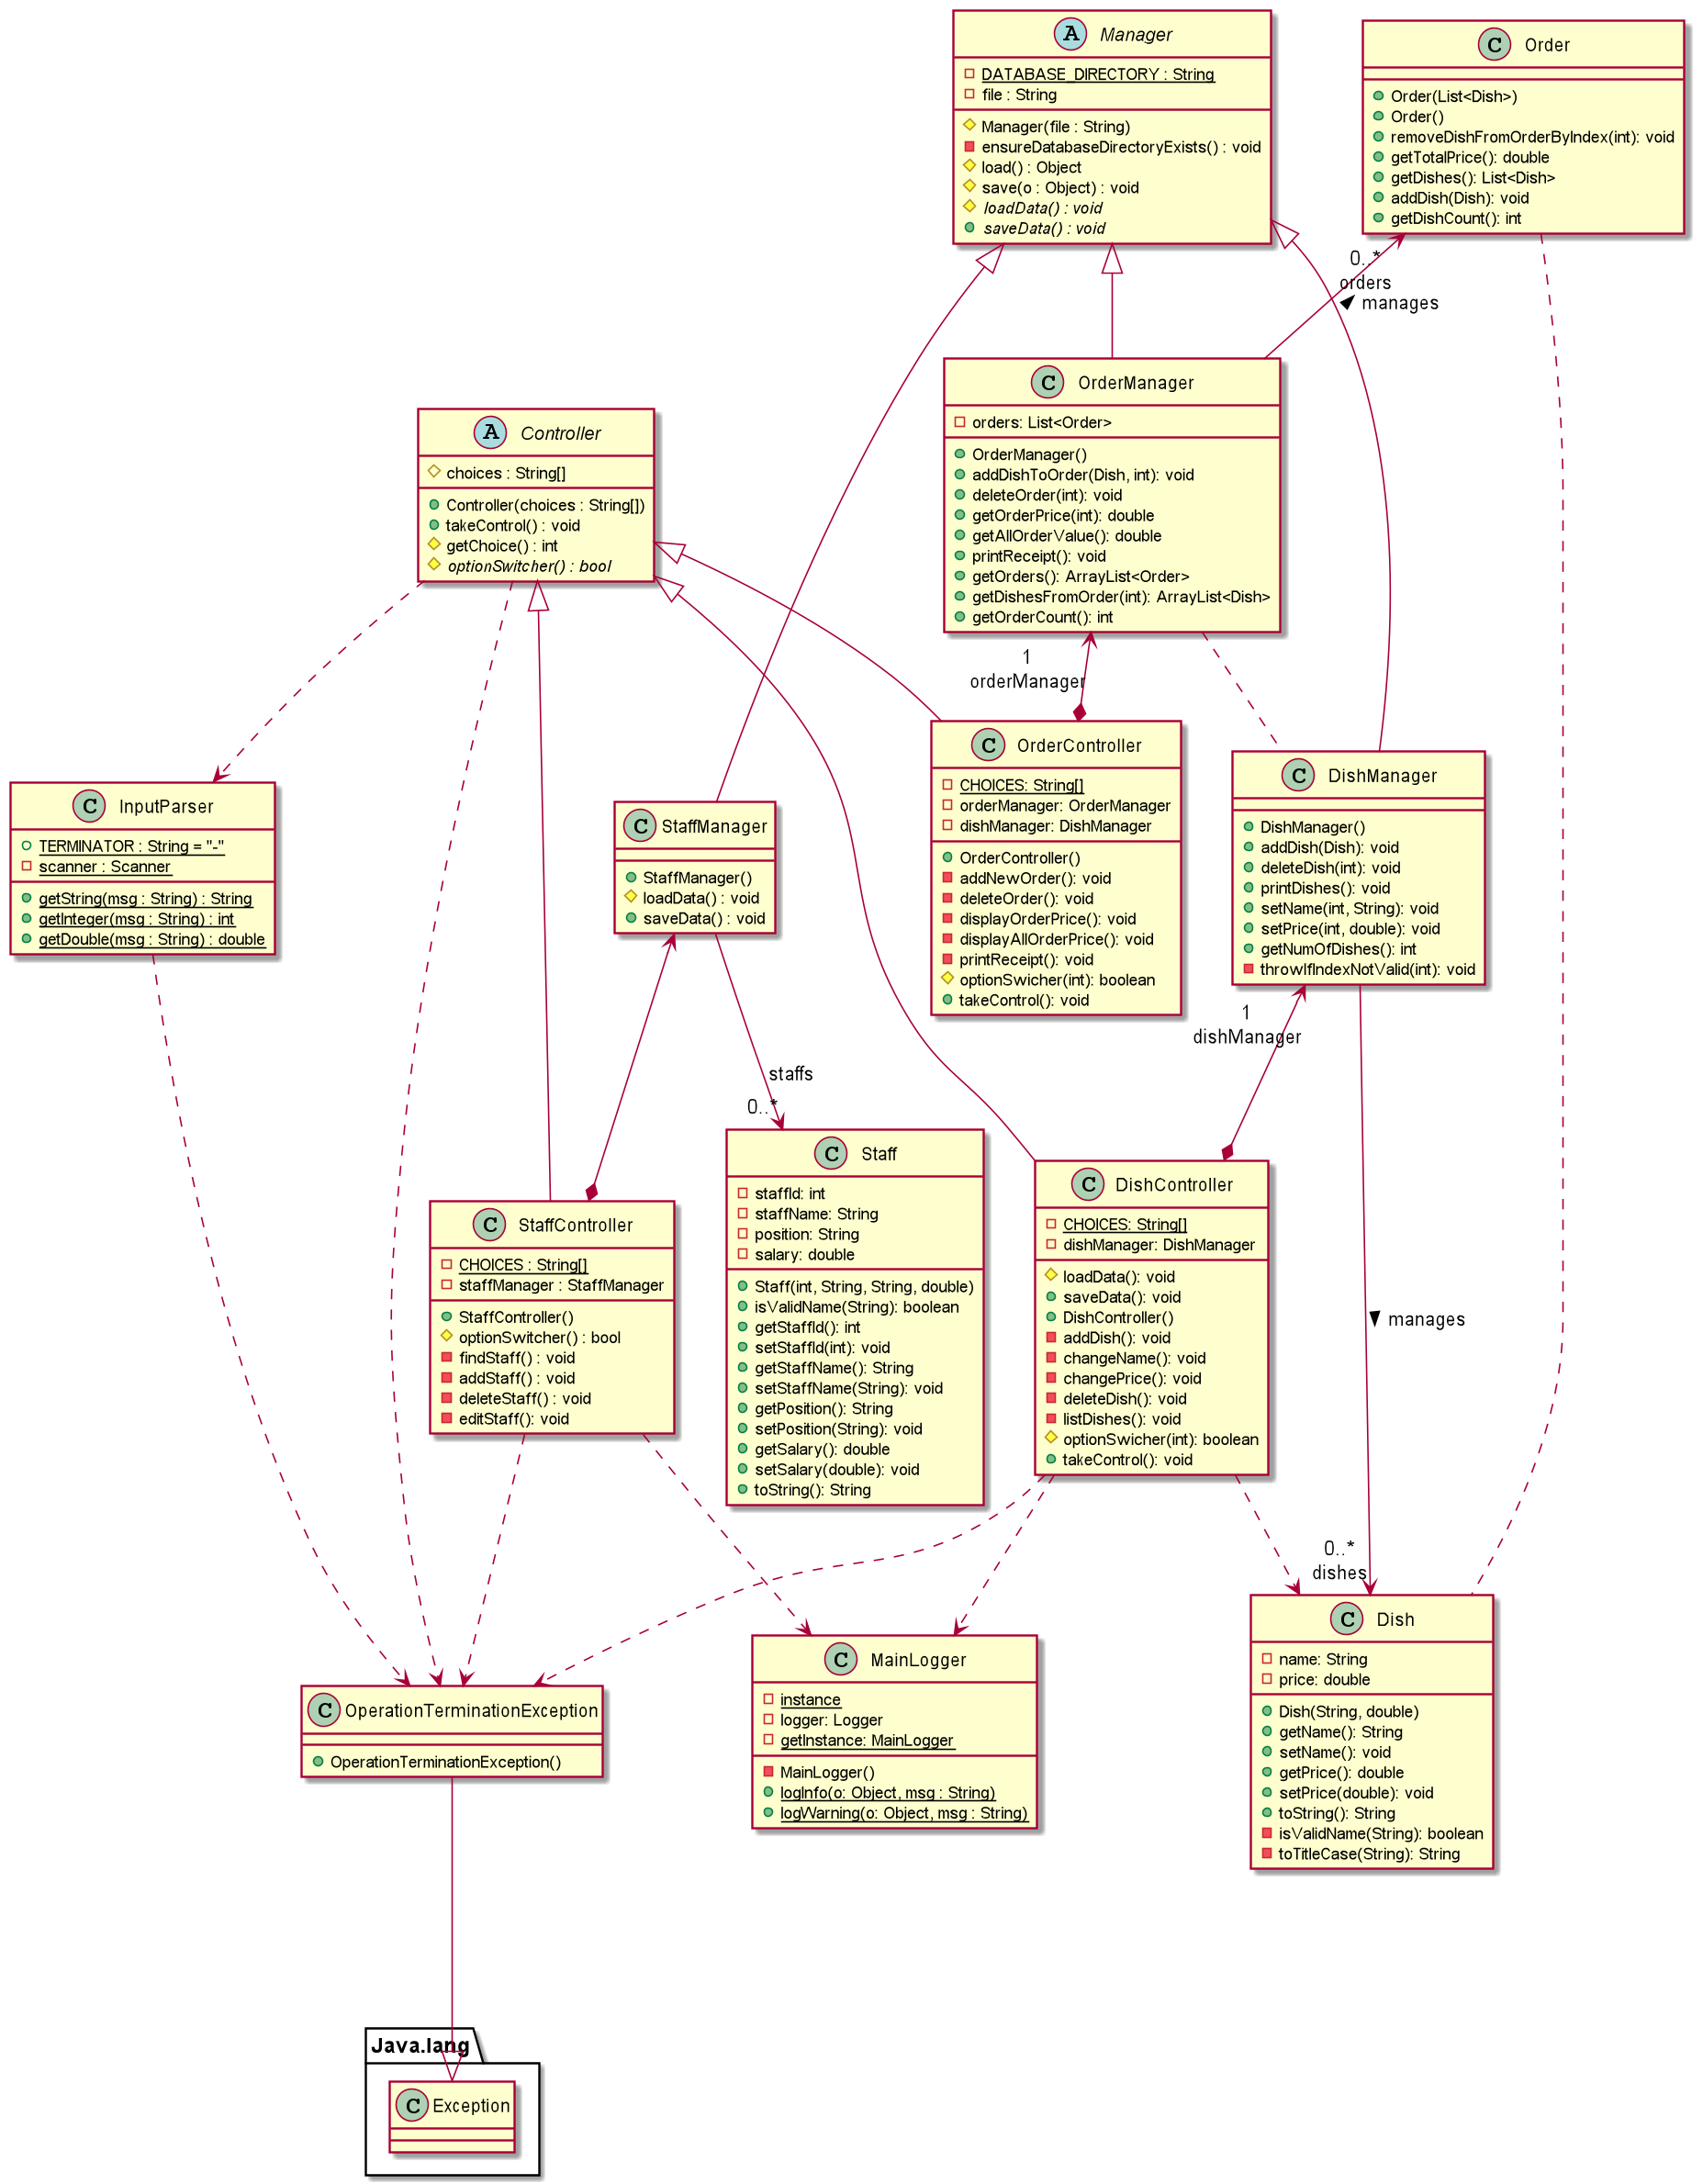 A Manager
DATABASE_DIRECTORY : String
file : String
Manager(file : String)
ensureDatabaseDirectoryExists() : void
load() : Object
save(o : Object) : void
loadData() : void
saveData() : void
C Order
Order(List<Dish>)
Order()
removeDishFromOrderByIndex(int): void
getTotalPrice(): double
getDishes(): List<Dish>
addDish(Dish): void
getDishCount(): int
0..*
orders
manages
C OrderManager
orders: List<Order>
OrderManager()
addDishToOrder(Dish, int): void
deleteOrder(int): void
getOrderPrice(int): double
getAllOrderValue(): double
printReceipt(): void
getOrders(): ArrayList<Order>
getDishesFromOrder(int): ArrayList<Dish>
getOrderCount(): int
A Controller
choices : String[]
Controller(choices : String[])
takeControl() : void
getChoice() : int
optionSwitcher() : bool
1
orderManager
C InputParser
TERMINATOR : String = "-"
scanner : Scanner
getString(msg : String) : String
getInteger(msg : String) : int
getDouble(msg : String) : double
C StaffManager
StaffManager()
loadData() : void
saveData() : void
C OrderController
CHOICES: String[]
orderManager: OrderManager
dishManager: DishManager
OrderController()
addNewOrder(): void
deleteOrder(): void
displayOrderPrice(): void
displayAllOrderPrice(): void
printReceipt(): void
optionSwicher(int): boolean
takeControl(): void
C DishManager
DishManager()
addDish(Dish): void
deleteDish(int): void
printDishes(): void
setName(int, String): void
setPrice(int, double): void
getNumOfDishes(): int
throwIfIndexNotValid(int): void
1
dishManager
staffs
0..*
C StaffController
CHOICES : String[]
staffManager : StaffManager
StaffController()
optionSwitcher() : bool
findStaff() : void
addStaff() : void
deleteStaff() : void
editStaff(): void
C Staff
staffId: int
staffName: String
position: String
salary: double
Staff(int, String, String, double)
isValidName(String): boolean
getStaffId(): int
setStaffId(int): void
getStaffName(): String
setStaffName(String): void
getPosition(): String
setPosition(String): void
getSalary(): double
setSalary(double): void
toString(): String
C DishController
CHOICES: String[]
dishManager: DishManager
loadData(): void
saveData(): void
DishController()
addDish(): void
changeName(): void
changePrice(): void
deleteDish(): void
listDishes(): void
optionSwicher(int): boolean
takeControl(): void
manages
0..*
dishes
C OperationTerminationException
OperationTerminationException()
C MainLogger
instance
logger: Logger
getInstance: MainLogger
MainLogger()
logInfo(o: Object, msg : String)
logWarning(o: Object, msg : String)
C Dish
name: String
price: double
Dish(String, double)
getName(): String
setName(): void
getPrice(): double
setPrice(double): void
toString(): String
isValidName(String): boolean
toTitleCase(String): String
Java.lang
C Exception